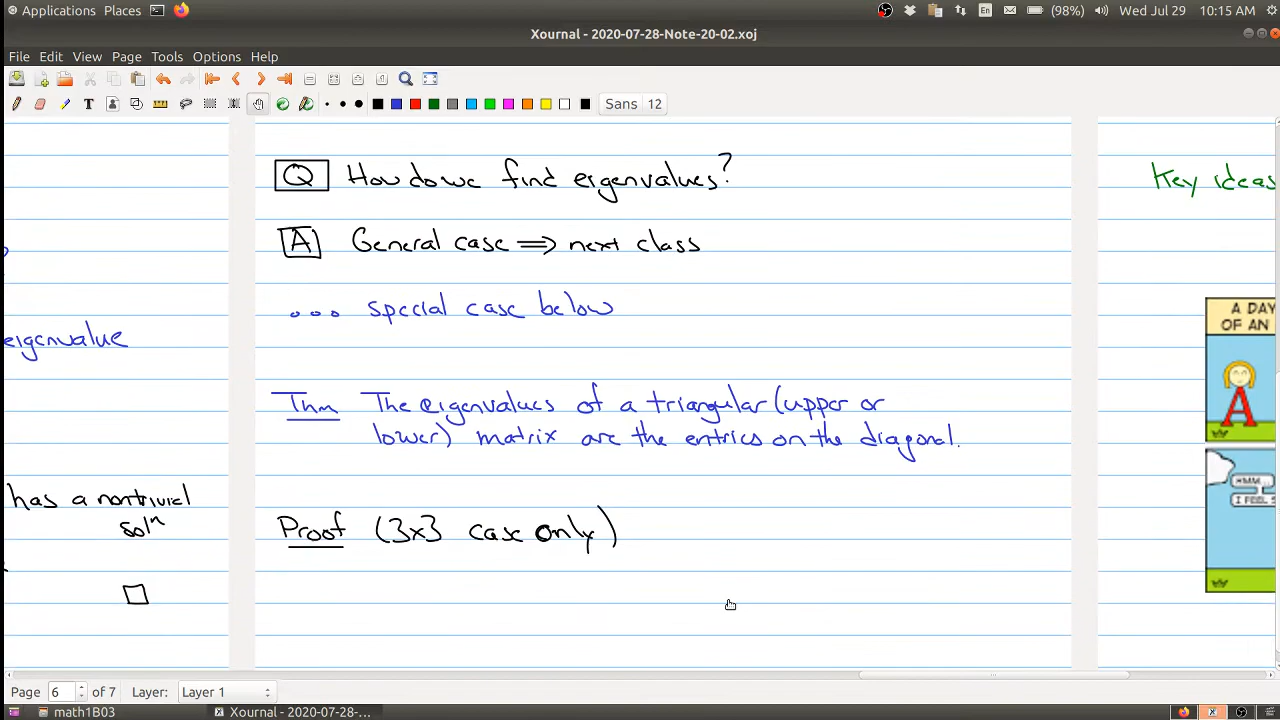 Applications Places En (98%) Wed Jul 29 10:15 AM
Xournal - 2020-07-28-Note-20-02.xoj
File Edit View Page Tools Options Help
T Sans 12
Q How do we find eigenvalues?
A General case ⟹ next class
... special case below
Thm The eigenvalues of a triangular (upper or
lower) matrix are the entries on the diagonal.
Proof (3x3 case only)
eigenvalue
has a nontrivial
solⁿ
Key ideas
A DAY
OF AN
A
HMM...
I FEEL S
Page 6 of 7 Layer: Layer 1
math1B03 Xournal - 2020-07-28-...